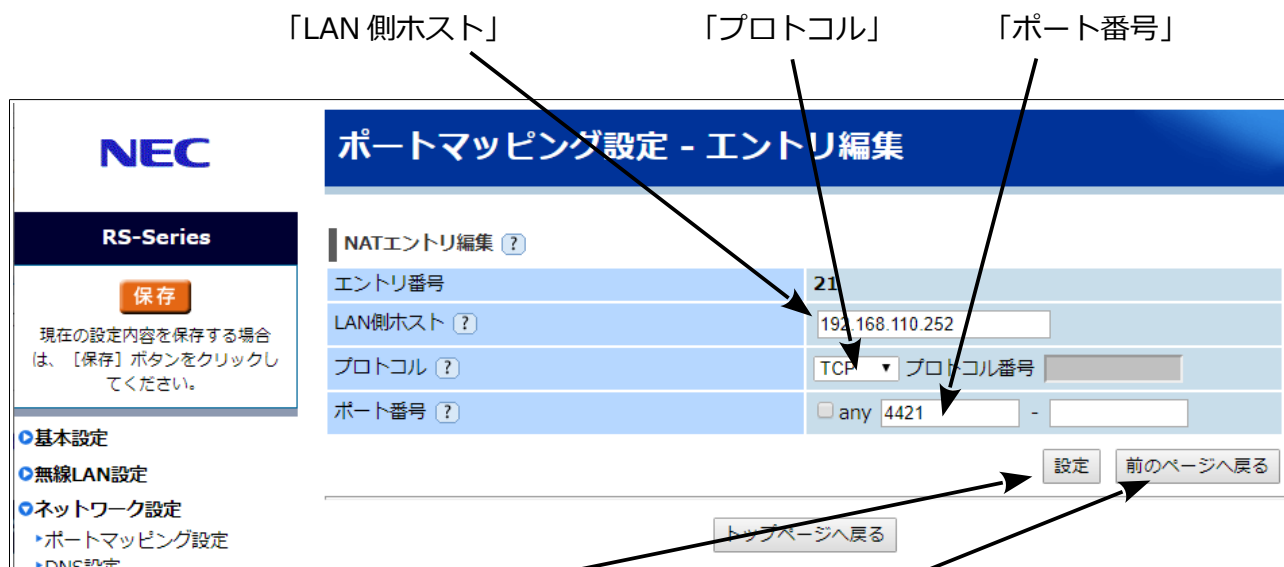 「LAN 側ホスト」 「プロトコル」 「ポート番号」
NEC
ポートマッピング設定 - エントリ編集
RS-Series
保存
現在の設定内容を保存する場合
は、［保存］ボタンをクリックし
てください。
基本設定
無線LAN設定
ネットワーク設定
ポートマッピング設定
DNS設定
NATエントリ編集 ?
エントリ番号 21
LAN側ホスト ? 192.168.110.252
プロトコル ? TCP ▼ プロトコル番号
ポート番号 ? any 4421 -
設定 前のページへ戻る
トップページへ戻る